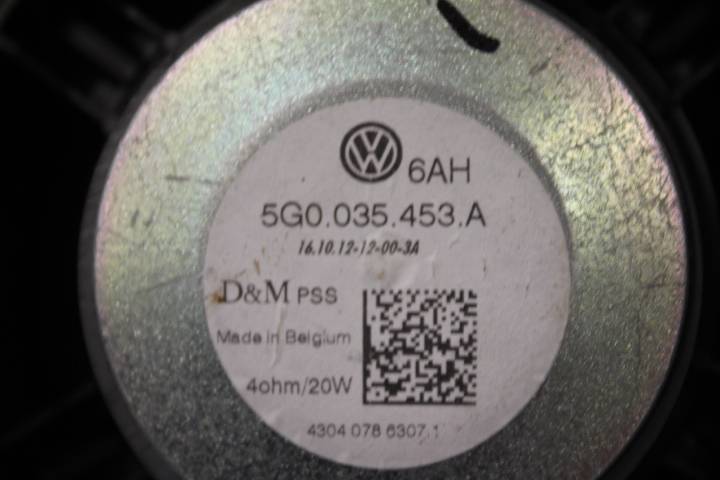 6AH
5G0.035.453.A
16.10.12-12-00-3A
D&M PSS
Made in Belgium
4ohm/20W
4304 078 6307.1